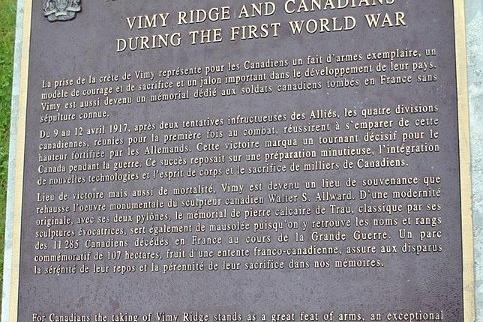 VIMY RIDGE AND CANADIANS
DURING THE FIRST WORLD WAR
La prise de la crête de Vimy représente pour les Canadiens un fait d'armes exemplaire, un
modèle de courage et de sacrifice et un jalon important dans le développement de leur pays.
Vimy est aussi devenu un mémorial dédié aux soldats canadiens tombés en France sans
sépulture connue.
De 9 au 12 avril 1917, après deux tentatives infructueuses des Alliés, les quatre divisions
canadiennes, réunies pour la première fois au combat, réussirent à s'emparer de cette
hauteur fortifiée par les Allemands. Cette victoire marqua un tournant décisif pour le
Canada pendant la guerre. Ce succès reposait sur une préparation minutieuse, l'intégration
de nouvelles technologies et l'esprit de corps et le sacrifice de milliers de Canadiens.
Lieu de victoire mais aussi de mortalité, Vimy est devenu un lieu de souvenance que
rehausse l'œuvre monumentale du sculpteur canadien Walter S. Allward. D'une modernité
originale, avec ses deux pylônes, le mémorial de pierre calcaire de Trau, classique par ses
sculptures évocatrices, sert également de mausolée puisqu'on y retrouve les noms et rangs
des 11 285 Canadiens décédés en France au cours de la Grande Guerre. Un parc
commémoratif de 107 hectares, fruit d'une entente franco-canadienne, assure aux disparus
la sérénité de leur repos et la pérennité de leur sacrifice dans nos mémoires.
For Canadians the taking of Vimy Ridge stands as a great feat of arms, an exceptional